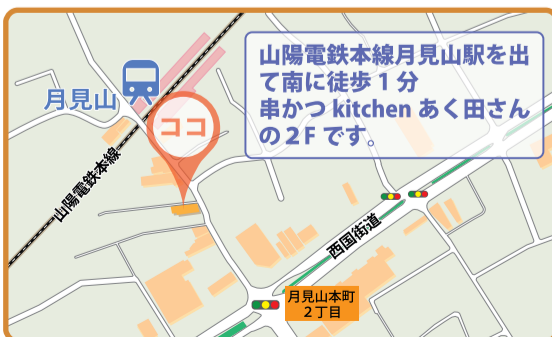 山陽電鉄本線月見山駅を出
て南に徒歩1分
串かつ kitchen あく田さん
の2F です。
月見山
ココ
山陽電鉄本線
西国街道
月見山本町
2丁目